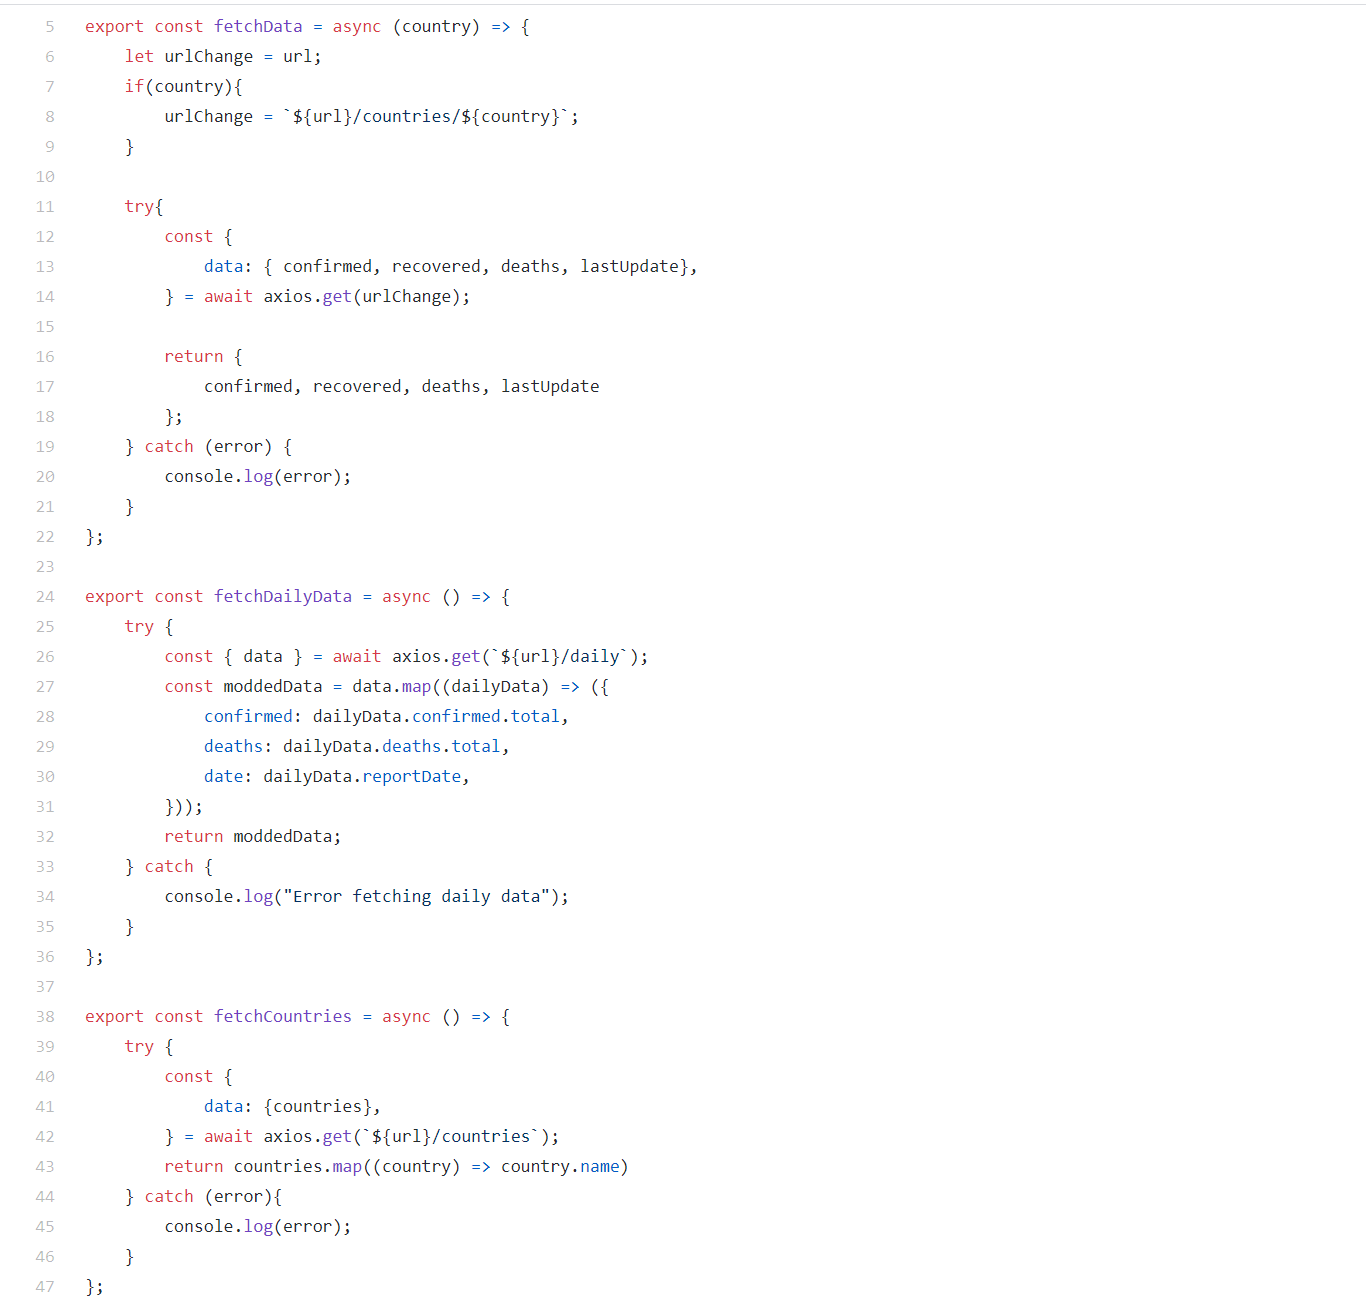 5 export const fetchData = async (country) => {
6 let urlChange = url;
7 if(country){
8 urlChange = `${url}/countries/${country}`;
9 }
10
11 try{
12 const {
13 data: { confirmed, recovered, deaths, lastUpdate},
14 } = await axios.get(urlChange);
15
16 return {
17 confirmed, recovered, deaths, lastUpdate
18 };
19 } catch (error) {
20 console.log(error);
21 }
22 };
23
24 export const fetchDailyData = async () => {
25 try {
26 const { data } = await axios.get(`${url}/daily`);
27 const moddedData = data.map((dailyData) => ({
28 confirmed: dailyData.confirmed.total,
29 deaths: dailyData.deaths.total,
30 date: dailyData.reportDate,
31 }));
32 return moddedData;
33 } catch {
34 console.log("Error fetching daily data");
35 }
36 };
37
38 export const fetchCountries = async () => {
39 try {
40 const {
41 data: {countries},
42 } = await axios.get(`${url}/countries`);
43 return countries.map((country) => country.name)
44 } catch (error){
45 console.log(error);
46 }
47 };